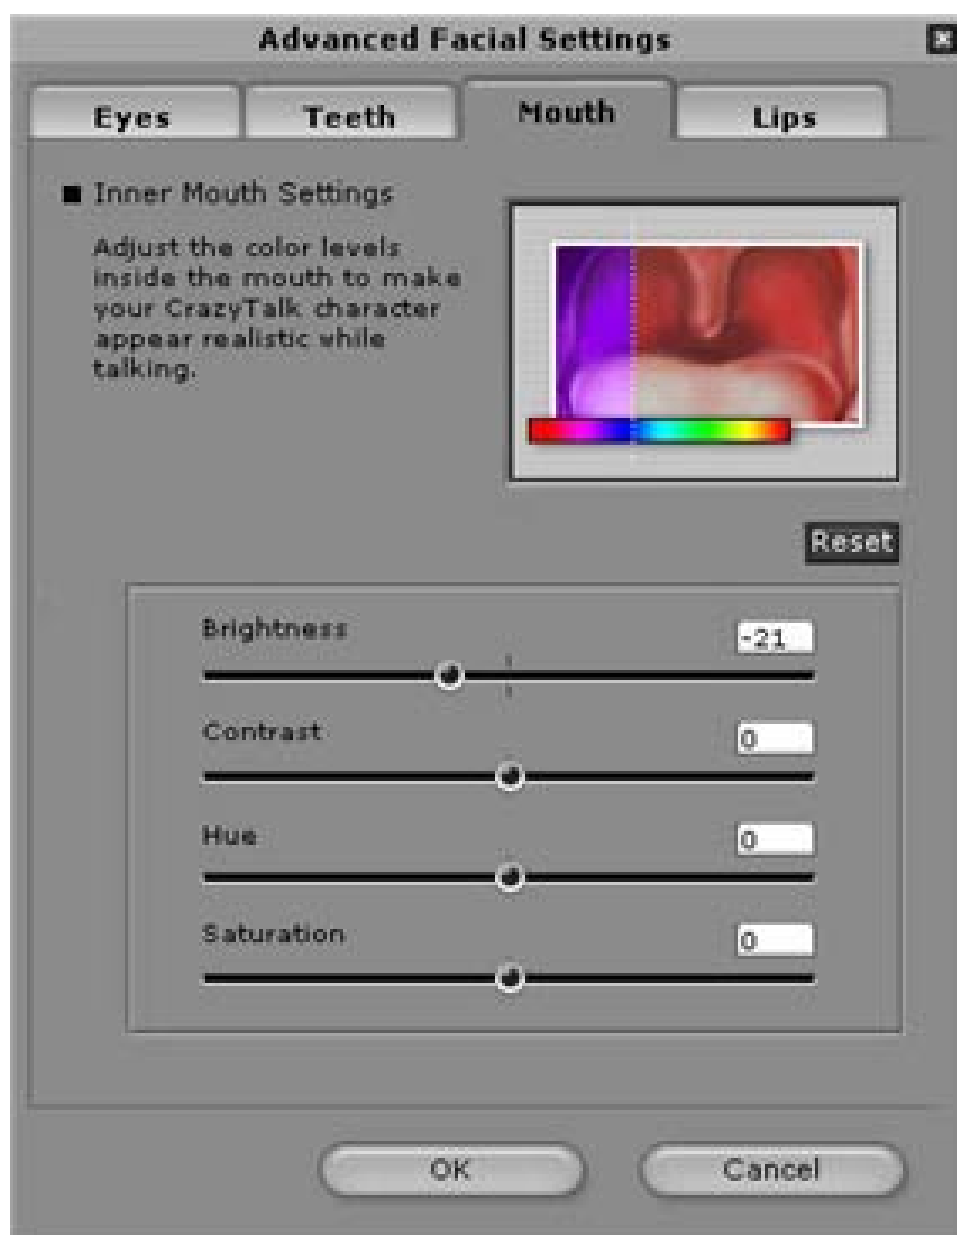 Advanced Facial Settings
Eyes
Teeth
Mouth
Lips
Inner Mouth Settings
Adjust the color levels
inside the mouth to make
your CrazyTalk character
appear realistic while
talking.
Reset
Brightness
-21
Contrast
0
Hue
0
Saturation
0
OK
Cancel